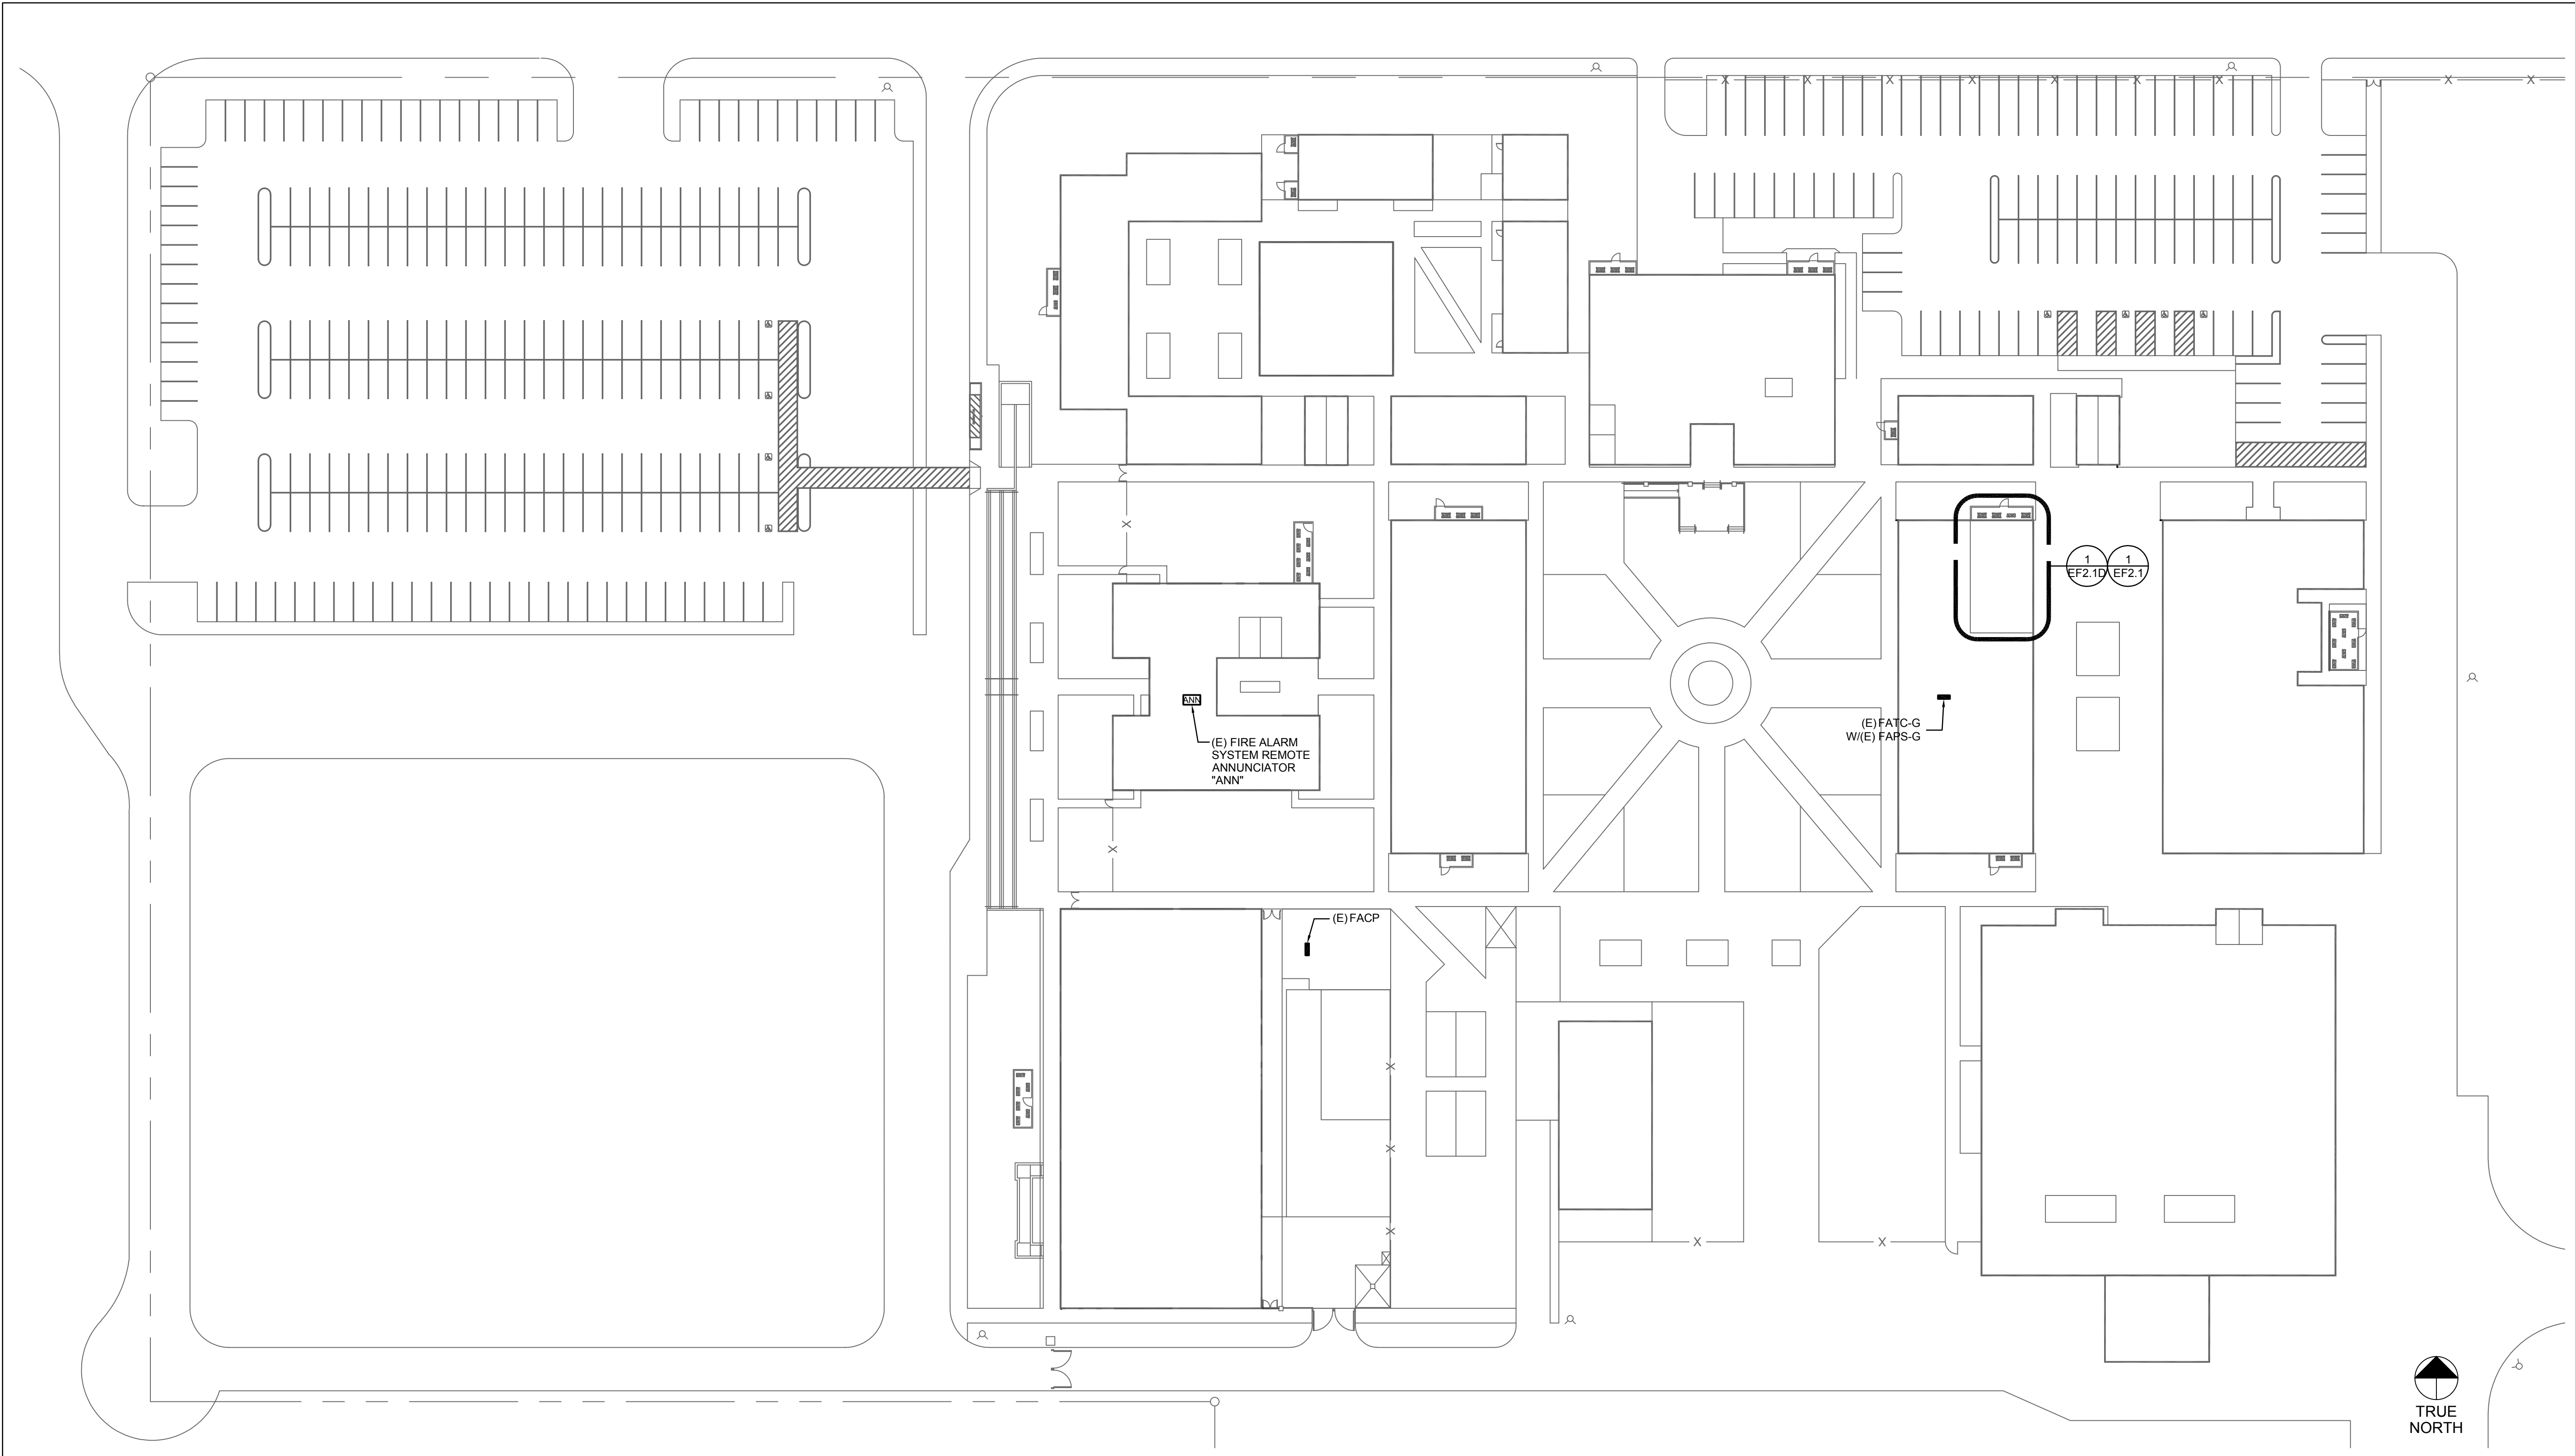 1
EF2.1D
1
EF2.1
ANN
(E) FATC-G
W/(E) FAPS-G
(E) FIRE ALARM
SYSTEM REMOTE
ANNUNCIATOR
"ANN"
(E) FACP
TRUE
NORTH